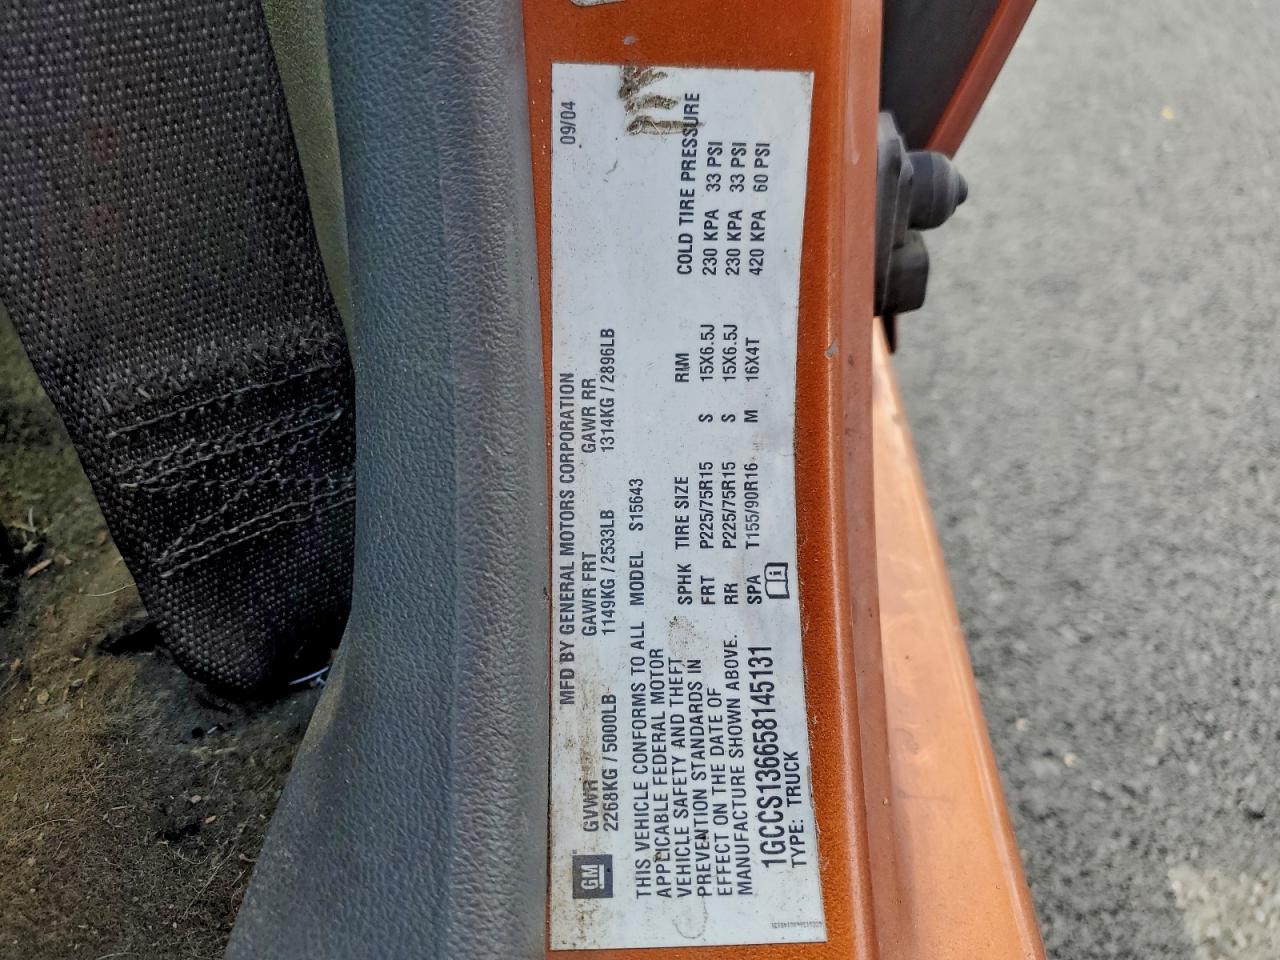 MFD BY GENERAL MOTORS CORPORATION 09/04
GM GVWR GAWR FRT GAWR RR
2268KG / 5000LB 1149KG / 2533LB 1314KG / 2896LB
THIS VEHICLE CONFORMS TO ALL
APPLICABLE FEDERAL MOTOR
VEHICLE SAFETY AND THEFT
PREVENTION STANDARDS IN
EFFECT ON THE DATE OF
MANUFACTURE SHOWN ABOVE.
1GCCS136658145131
TYPE: TRUCK
MODEL S15643
SPHK TIRE SIZE RIM COLD TIRE PRESSURE
FRT P225/75R15 S 15X6.5J 230 KPA 33 PSI
RR P225/75R15 S 15X6.5J 230 KPA 33 PSI
SPA T155/90R16 M 16X4T 420 KPA 60 PSI